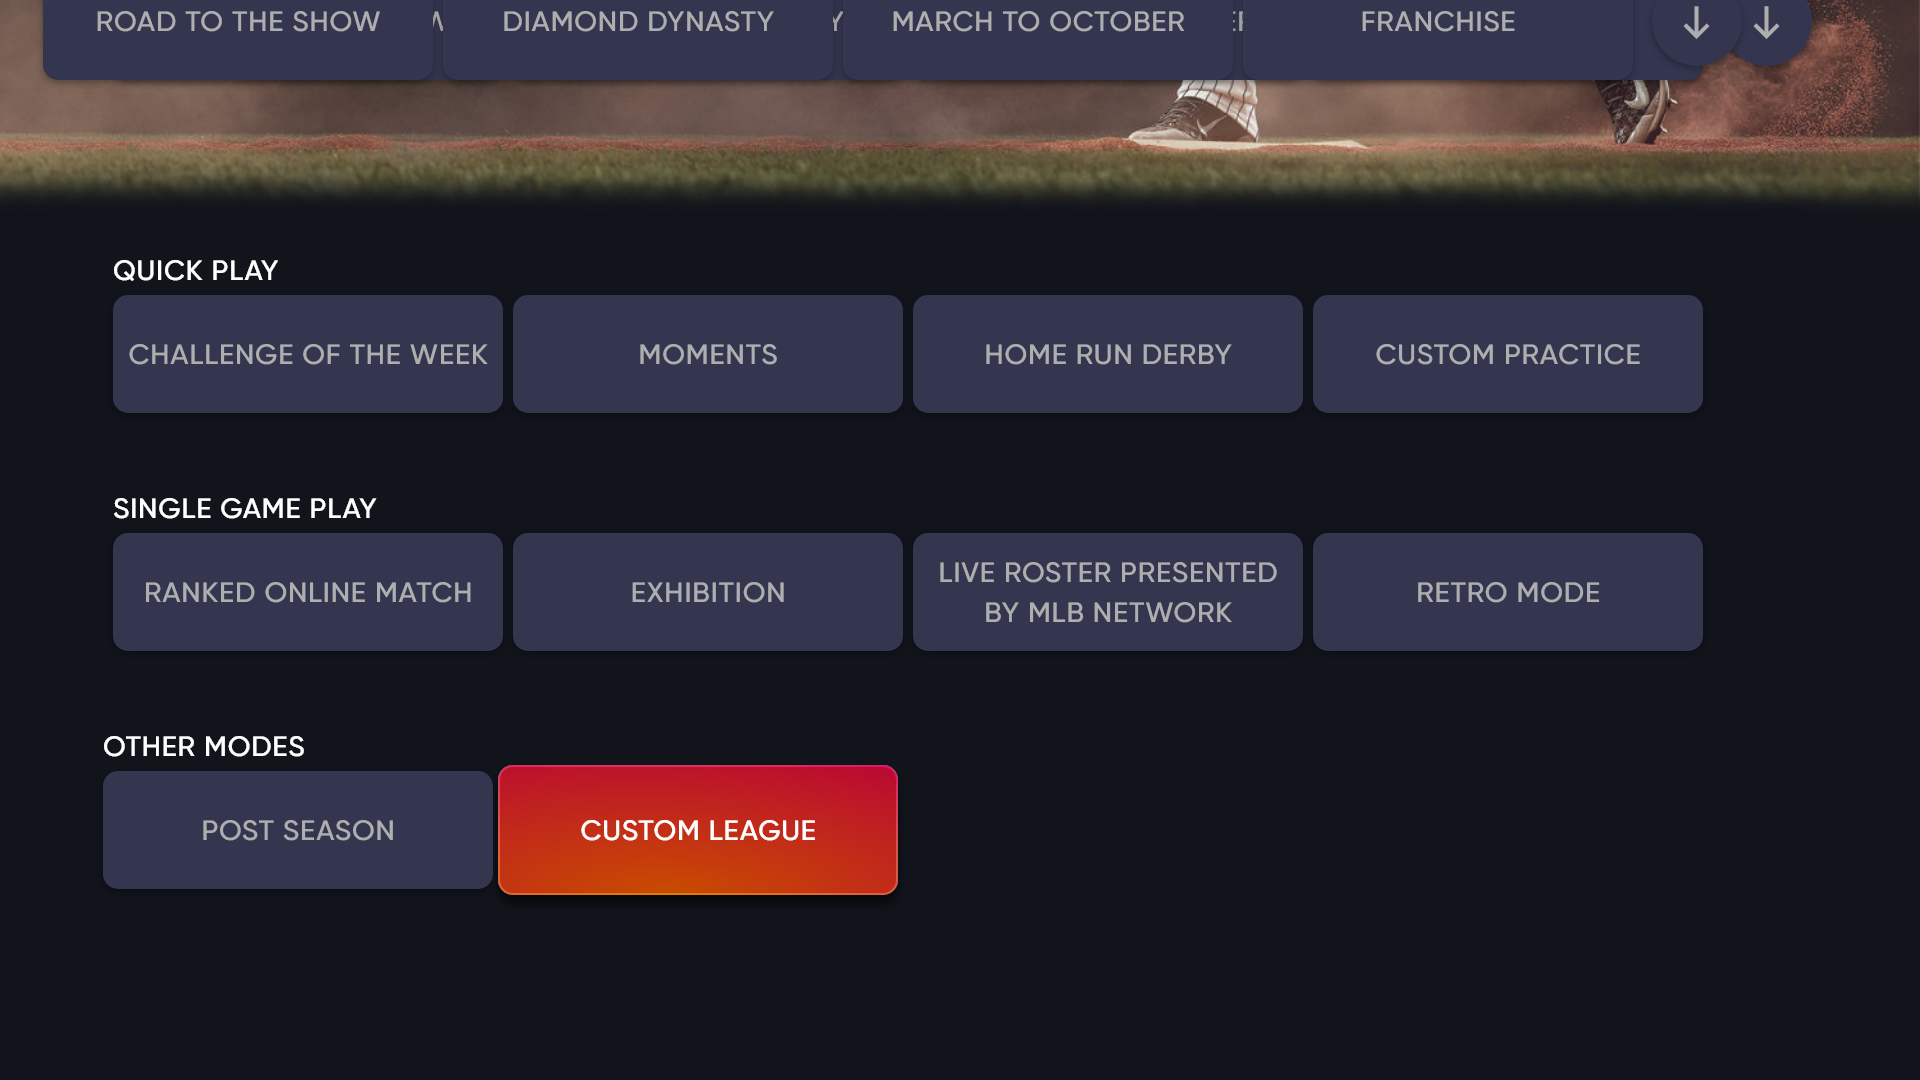 ROAD TO THE SHOW
DIAMOND DYNASTY
MARCH TO OCTOBER
FRANCHISE
QUICK PLAY
CHALLENGE OF THE WEEK
MOMENTS
HOME RUN DERBY
CUSTOM PRACTICE
SINGLE GAME PLAY
RANKED ONLINE MATCH
EXHIBITION
LIVE ROSTER PRESENTED
BY MLB NETWORK
RETRO MODE
OTHER MODES
POST SEASON
CUSTOM LEAGUE